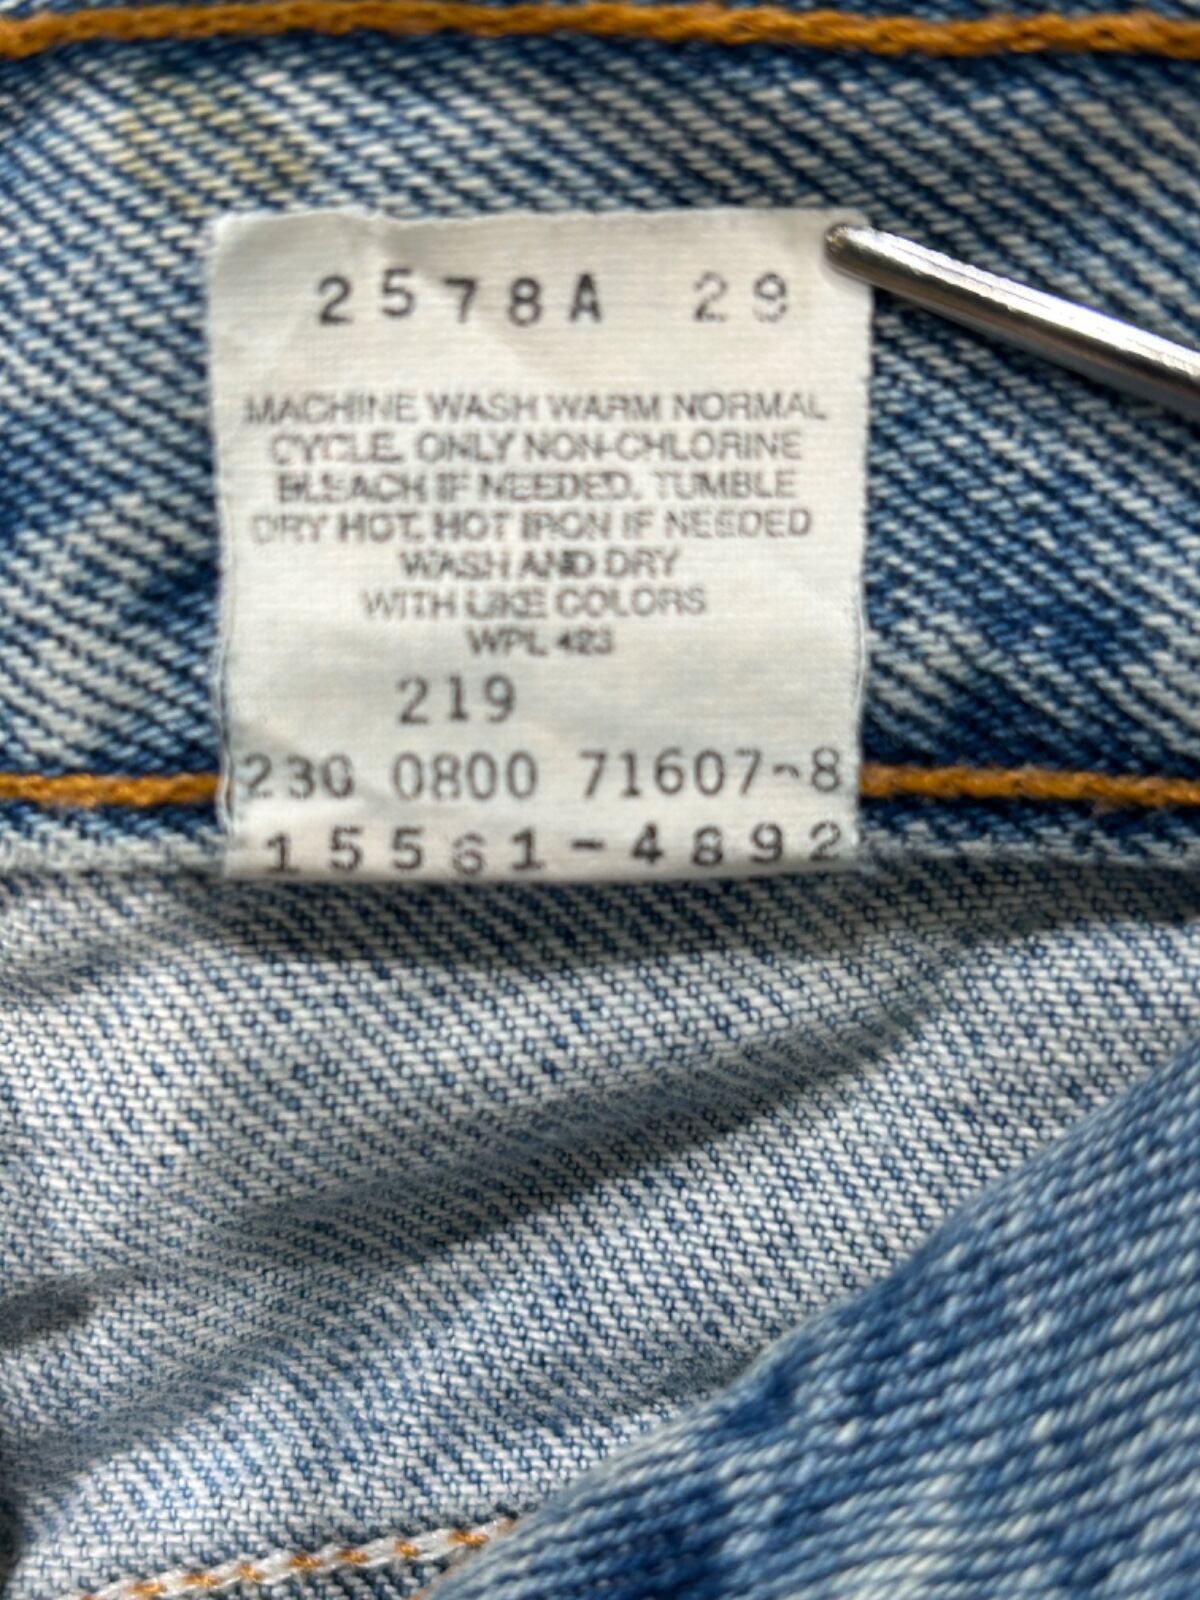 2578A 29
MACHINE WASH WARM NORMAL
CYCLE. ONLY NON-CHLORINE
BLEACH IF NEEDED. TUMBLE
DRY HOT. HOT IRON IF NEEDED
WASH AND DRY
WITH LIKE COLORS
WPL 423
219
230 0800 71607-8
15561-4892